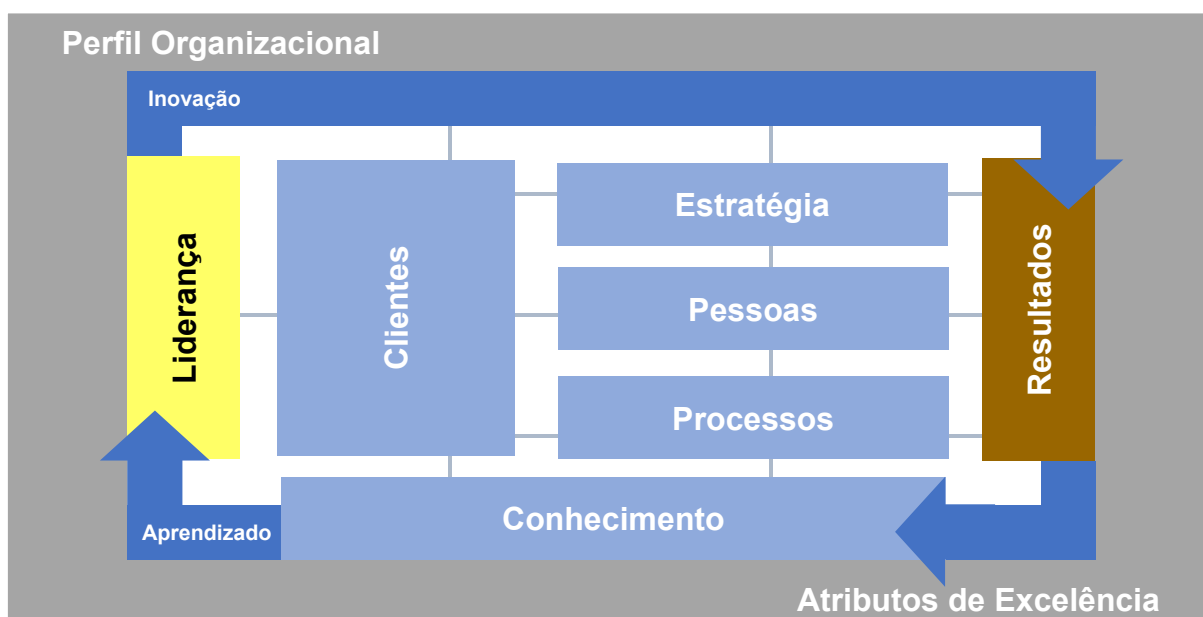 Perfil Organizacional
Inovação
Liderança
Clientes
Estratégia
Pessoas
Processos
Resultados
Conhecimento
Aprendizado
Atributos de Excelência